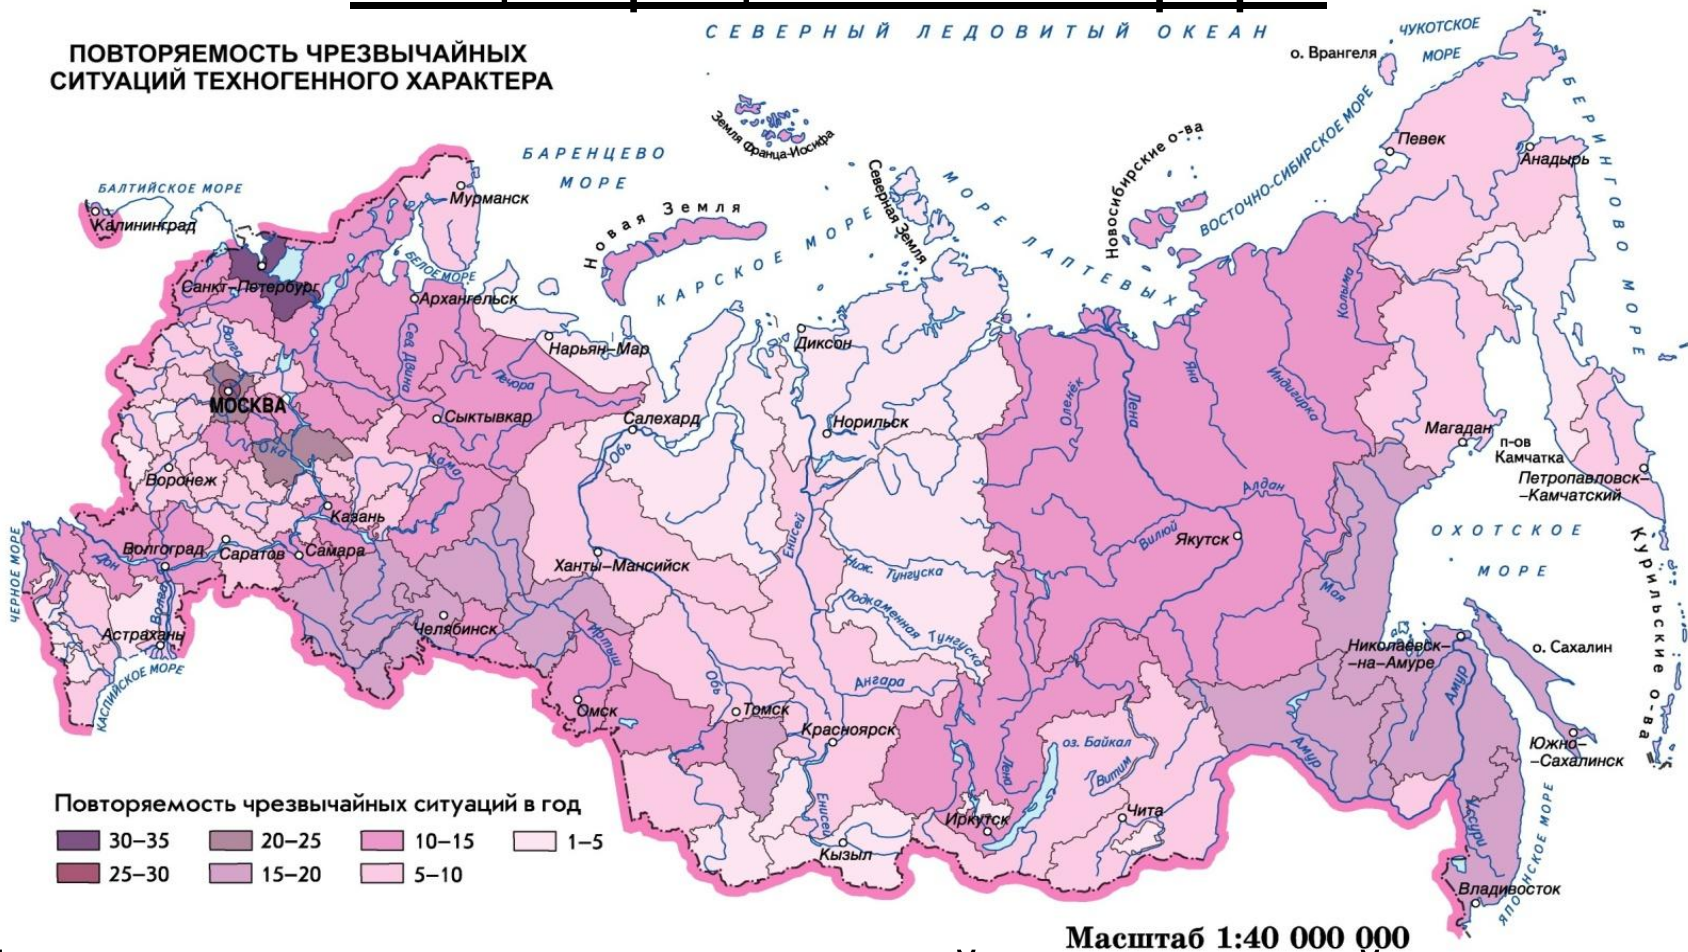 ПОВТОРЯЕМОСТЬ ЧРЕЗВЫЧАЙНЫХ
СИТУАЦИЙ ТЕХНОГЕННОГО ХАРАКТЕРА
СЕВЕРНЫЙ ЛЕДОВИТЫЙ ОКЕАН
ЧУКОТСКОЕ
МОРЕ
о. Врангеля
БЕРИНГОВО МОРЕ
ВОСТОЧНО-СИБИРСКОЕ МОРЕ
Новосибирские о-ва
МОРЕ ЛАПТЕВЫХ
Северная Земля
Земля Франца-Иосифа
БАРЕНЦЕВО
МОРЕ
Новая Земля
КАРСКОЕ МОРЕ
БАЛТИЙСКОЕ МОРЕ
Калининград
Мурманск
БЕЛОЕ МОРЕ
Санкт-Петербург
Архангельск
Нарьян-Мар
Диксон
Певек
Анадырь
Волга
Сев. Двина
Печора
МОСКВА
Сыктывкар
Салехард
Обь
Норильск
Оленёк
Лена
Яна
Индигирка
Колыма
Магадан
п-ов
Камчатка
Петропавловск-
-Камчатский
Ока
Кама
Воронеж
Казань
Енисей
Алдан
Вилюй
Якутск
ОХОТСКОЕ
МОРЕ
Курильские о-ва
ЧЕРНОЕ МОРЕ
Дон
Волгоград
Саратов
Самара
Ханты-Мансийск
Ниж. Тунгуска
Подкаменная Тунгуска
Мая
Волга
Астрахань
КАСПИЙСКОЕ МОРЕ
Челябинск
Иртыш
Обь
Ангара
Николаевск-
-на-Амуре
Амур
о. Сахалин
Омск
Томск
Красноярск
оз. Байкал
Витим
Лена
Амур
Южно-
-Сахалинск
Енисей
Кызыл
Иркутск
Чита
Уссури
Владивосток
ЯПОНСКОЕ МОРЕ
Повторяемость чрезвычайных ситуаций в год
30–35 20–25 10–15 1–5
25–30 15–20 5–10
Масштаб 1:40 000 000